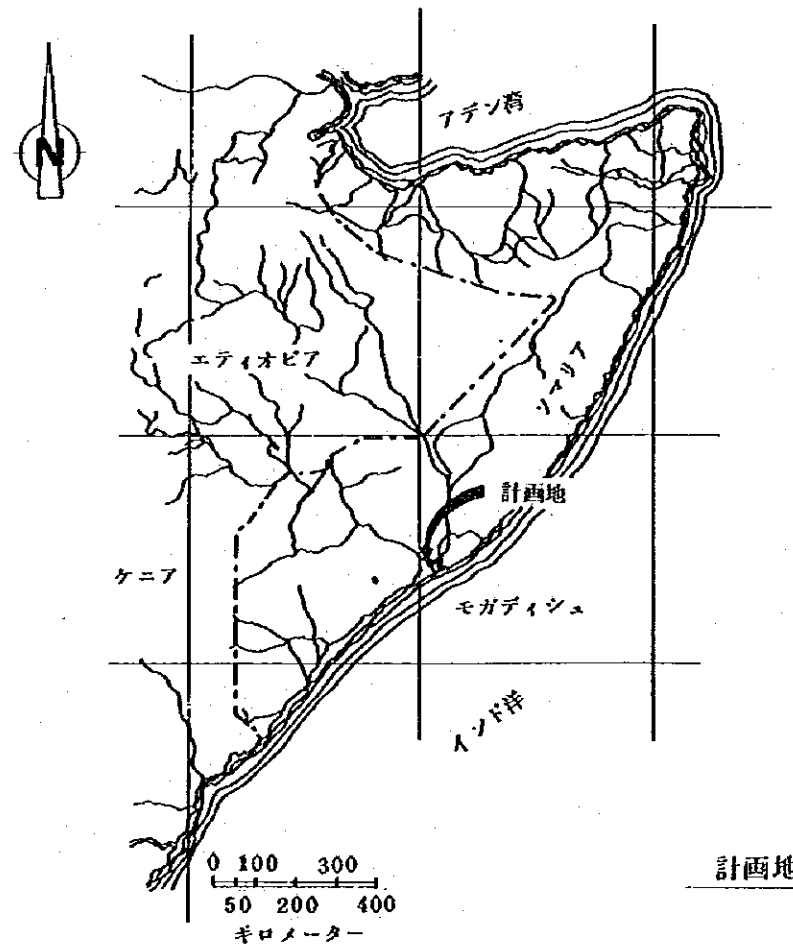 N
アデン湾
エティオピア
ソマリア
計画地
ケニア
モガディシュ
インド洋
0 100 300
50 200 400
キロメーター
計画地